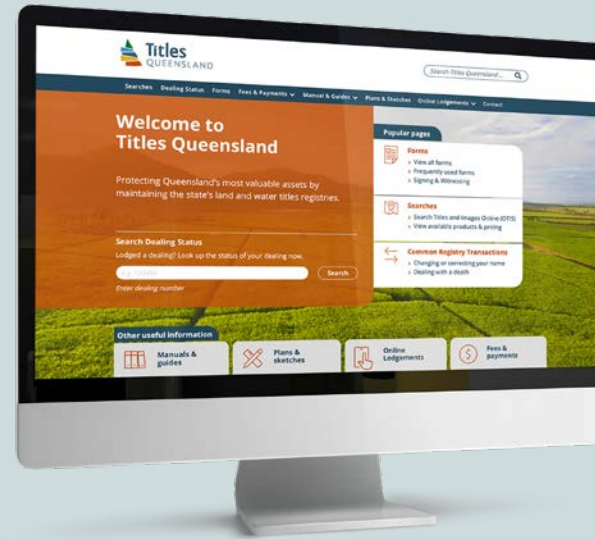 Titles
QUEENSLAND
Search Titles Queensland ...
Searches Dealing Status Forms Fees & Payments Manual & Guides Plans & Sketches Online Lodgements Contact
Welcome to
Titles Queensland
Protecting Queensland's most valuable assets by
maintaining the state's land and water titles registries.
Search Dealing Status
Lodged a dealing? Look up the status of your dealing now.
e.g. 123456
Search
Enter dealing number
Popular pages
Forms
› View all forms
› Frequently used forms
› Signing & Witnessing
Searches
› Search Titles and Images Online (OTIS)
› View available products & pricing
Common Registry Transactions
› Changing or correcting your name
› Dealing with a death
Other useful information
Manuals &
guides
Plans &
sketches
Online
Lodgements
Fees &
payments